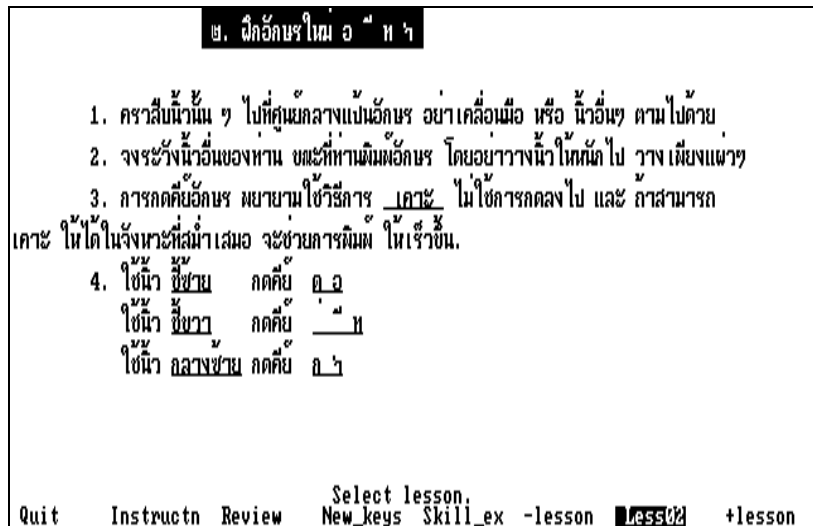 ๒. ฝึกอักษรใหม่ อ ี ท ำ
1. คราสืบนิ้วนั้น ๆ ไปที่ศูนย์กลางแป้นอักษร อย่าเคลื่อนมือ หรือ นิ้วอื่นๆ ตามไปด้วย
2. จงระวังนิ้วอื่นของท่าน ขณะที่ท่านพิมพ์อักษร โดยอย่าวางนิ้วให้หนักไป วางเพียงแผ่วๆ
3. การกดคีย์อักษร พยายามใช้วิธีการ เคาะ ไม่ใช้การกดลงไป และ ถ้าสามารถ
เคาะ ให้ได้ในจังหวะที่สม่ำเสมอ จะช่วยการพิมพ์ ให้เร็วขึ้น.
4. ใช้นิ้ว ชี้ซ้าย กดคีย์ ด อ
ใช้นิ้ว ชี้ขวา กดคีย์ ่ ี ท
ใช้นิ้ว กลางซ้าย กดคีย์ ก ำ
Select lesson.
Quit Instructn Review New_keys Skill_ex -lesson Less02 +lesson